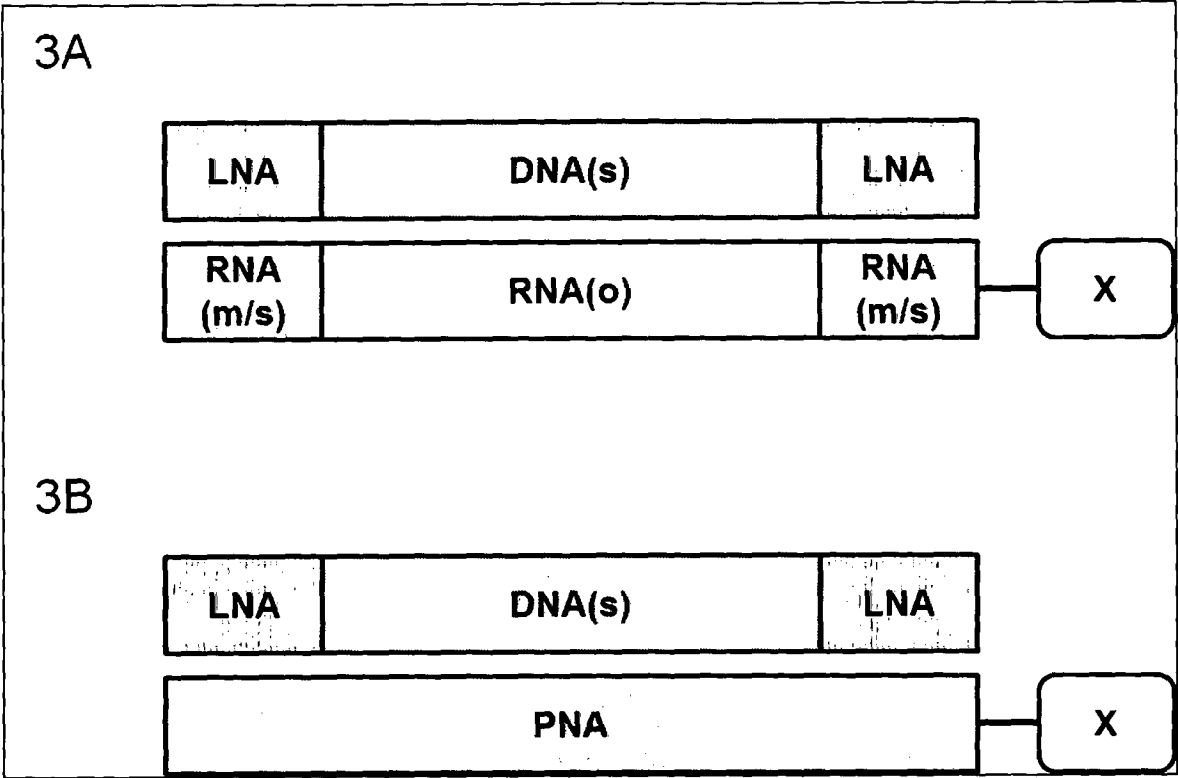 3A
LNA DNA(s) LNA
RNA RNA(o) RNA X
(m/s) (m/s)
3B
LNA DNA(s) LNA
PNA X